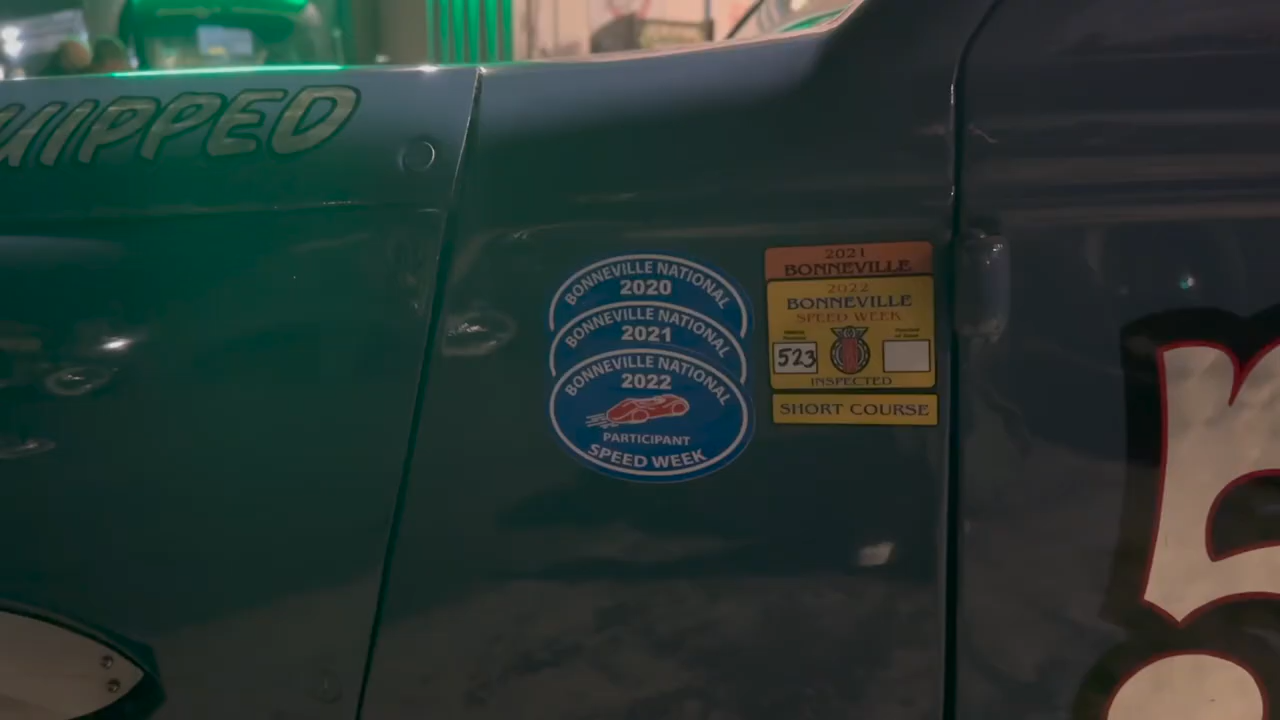 UIPPED
BONNEVILLE NATIONAL
2020
BONNEVILLE NATIONAL
2021
BONNEVILLE NATIONAL
2022
PARTICIPANT
SPEED WEEK
2021
BONNEVILLE
2022
BONNEVILLE
SPEED WEEK
523
INSPECTED
SHORT COURSE
5